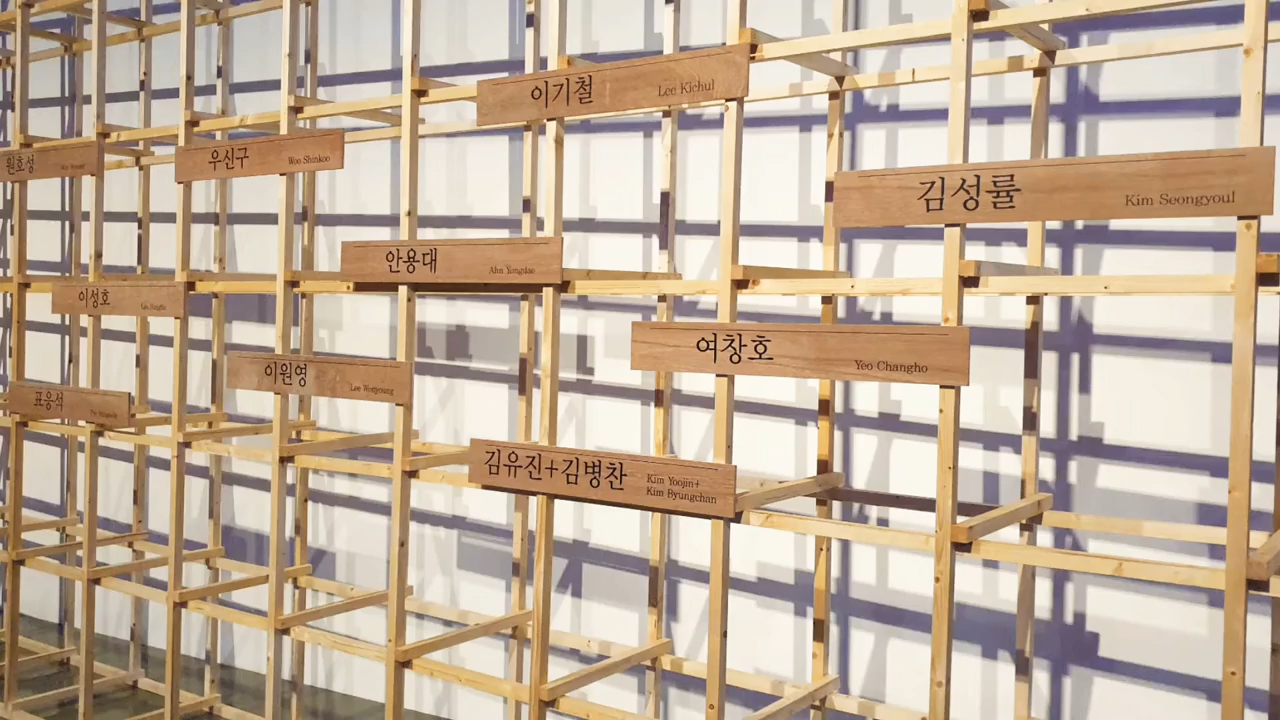 이기철 Lee Kichul
원호성
우신구 Woo Shinkoo
김성률 Kim Seongyoul
안용대 Ahn Yongdae
이성호
여창호 Yeo Changho
이원영 Lee Wonyoung
표응석
김유진+김병찬 Kim Yoojin+
Kim Byungchan